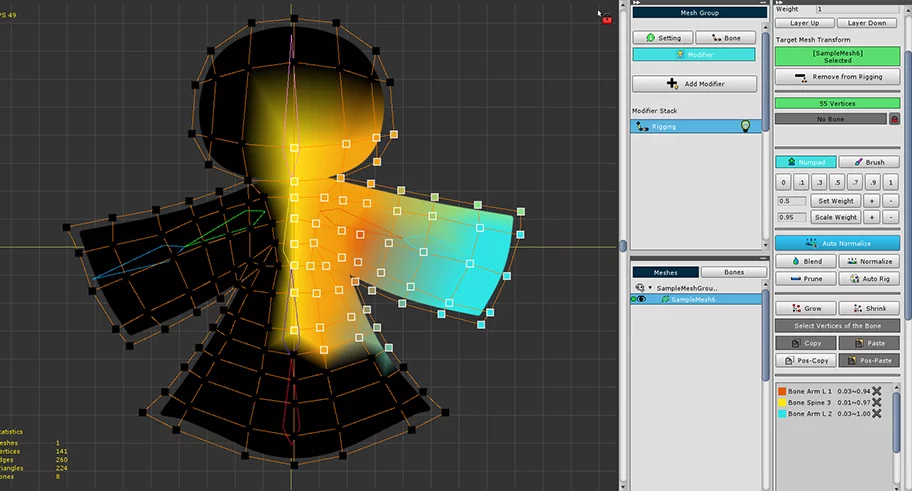 PS 49
Mesh Group
Setting
Bone
Modifier
Add Modifier
Modifier Stack
Rigging
Meshes
Bones
SampleMeshGrou..
SampleMesh6
Weight
1
Layer Up
Layer Down
Target Mesh Transform
[SampleMesh6]
Selected
Remove from Rigging
55 Vertices
No Bone
Numpad
Brush
0 .1 .3 .5 .7 .9 1
0.5 Set Weight + -
0.95 Scale Weight + -
Auto Normalize
Blend
Normalize
Prune
Auto Rig
Grow
Shrink
Select Vertices of the Bone
Copy
Paste
Pos-Copy
Pos-Paste
Bone Arm L 1 0.03~0.94
Bone Spine 3 0.01~0.97
Bone Arm L 2 0.03~1.00
tatistics
eshes 1
ertices 141
dges 260
riangles 224
ones 8